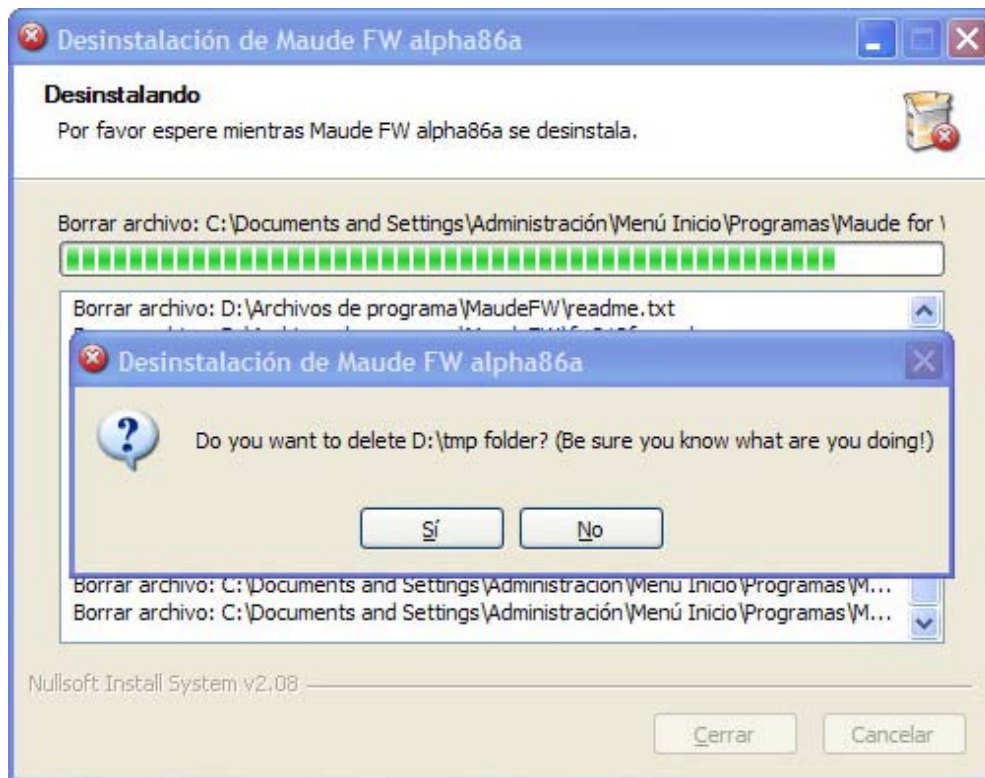 Desinstalación de Maude FW alpha86a
Desinstalando
Por favor espere mientras Maude FW alpha86a se desinstala.
Borrar archivo: C:\Documents and Settings\Administración\Menú Inicio\Programas\Maude for
Borrar archivo: D:\Archivos de programa\MaudeFW\readme.txt
Desinstalación de Maude FW alpha86a
Do you want to delete D:\tmp folder? (Be sure you know what are you doing!)
Sí
No
Borrar archivo: C:\Documents and Settings\Administración\Menú Inicio\Programas\M...
Borrar archivo: C:\Documents and Settings\Administración\Menú Inicio\Programas\M...
Nullsoft Install System v2.08
Cerrar
Cancelar